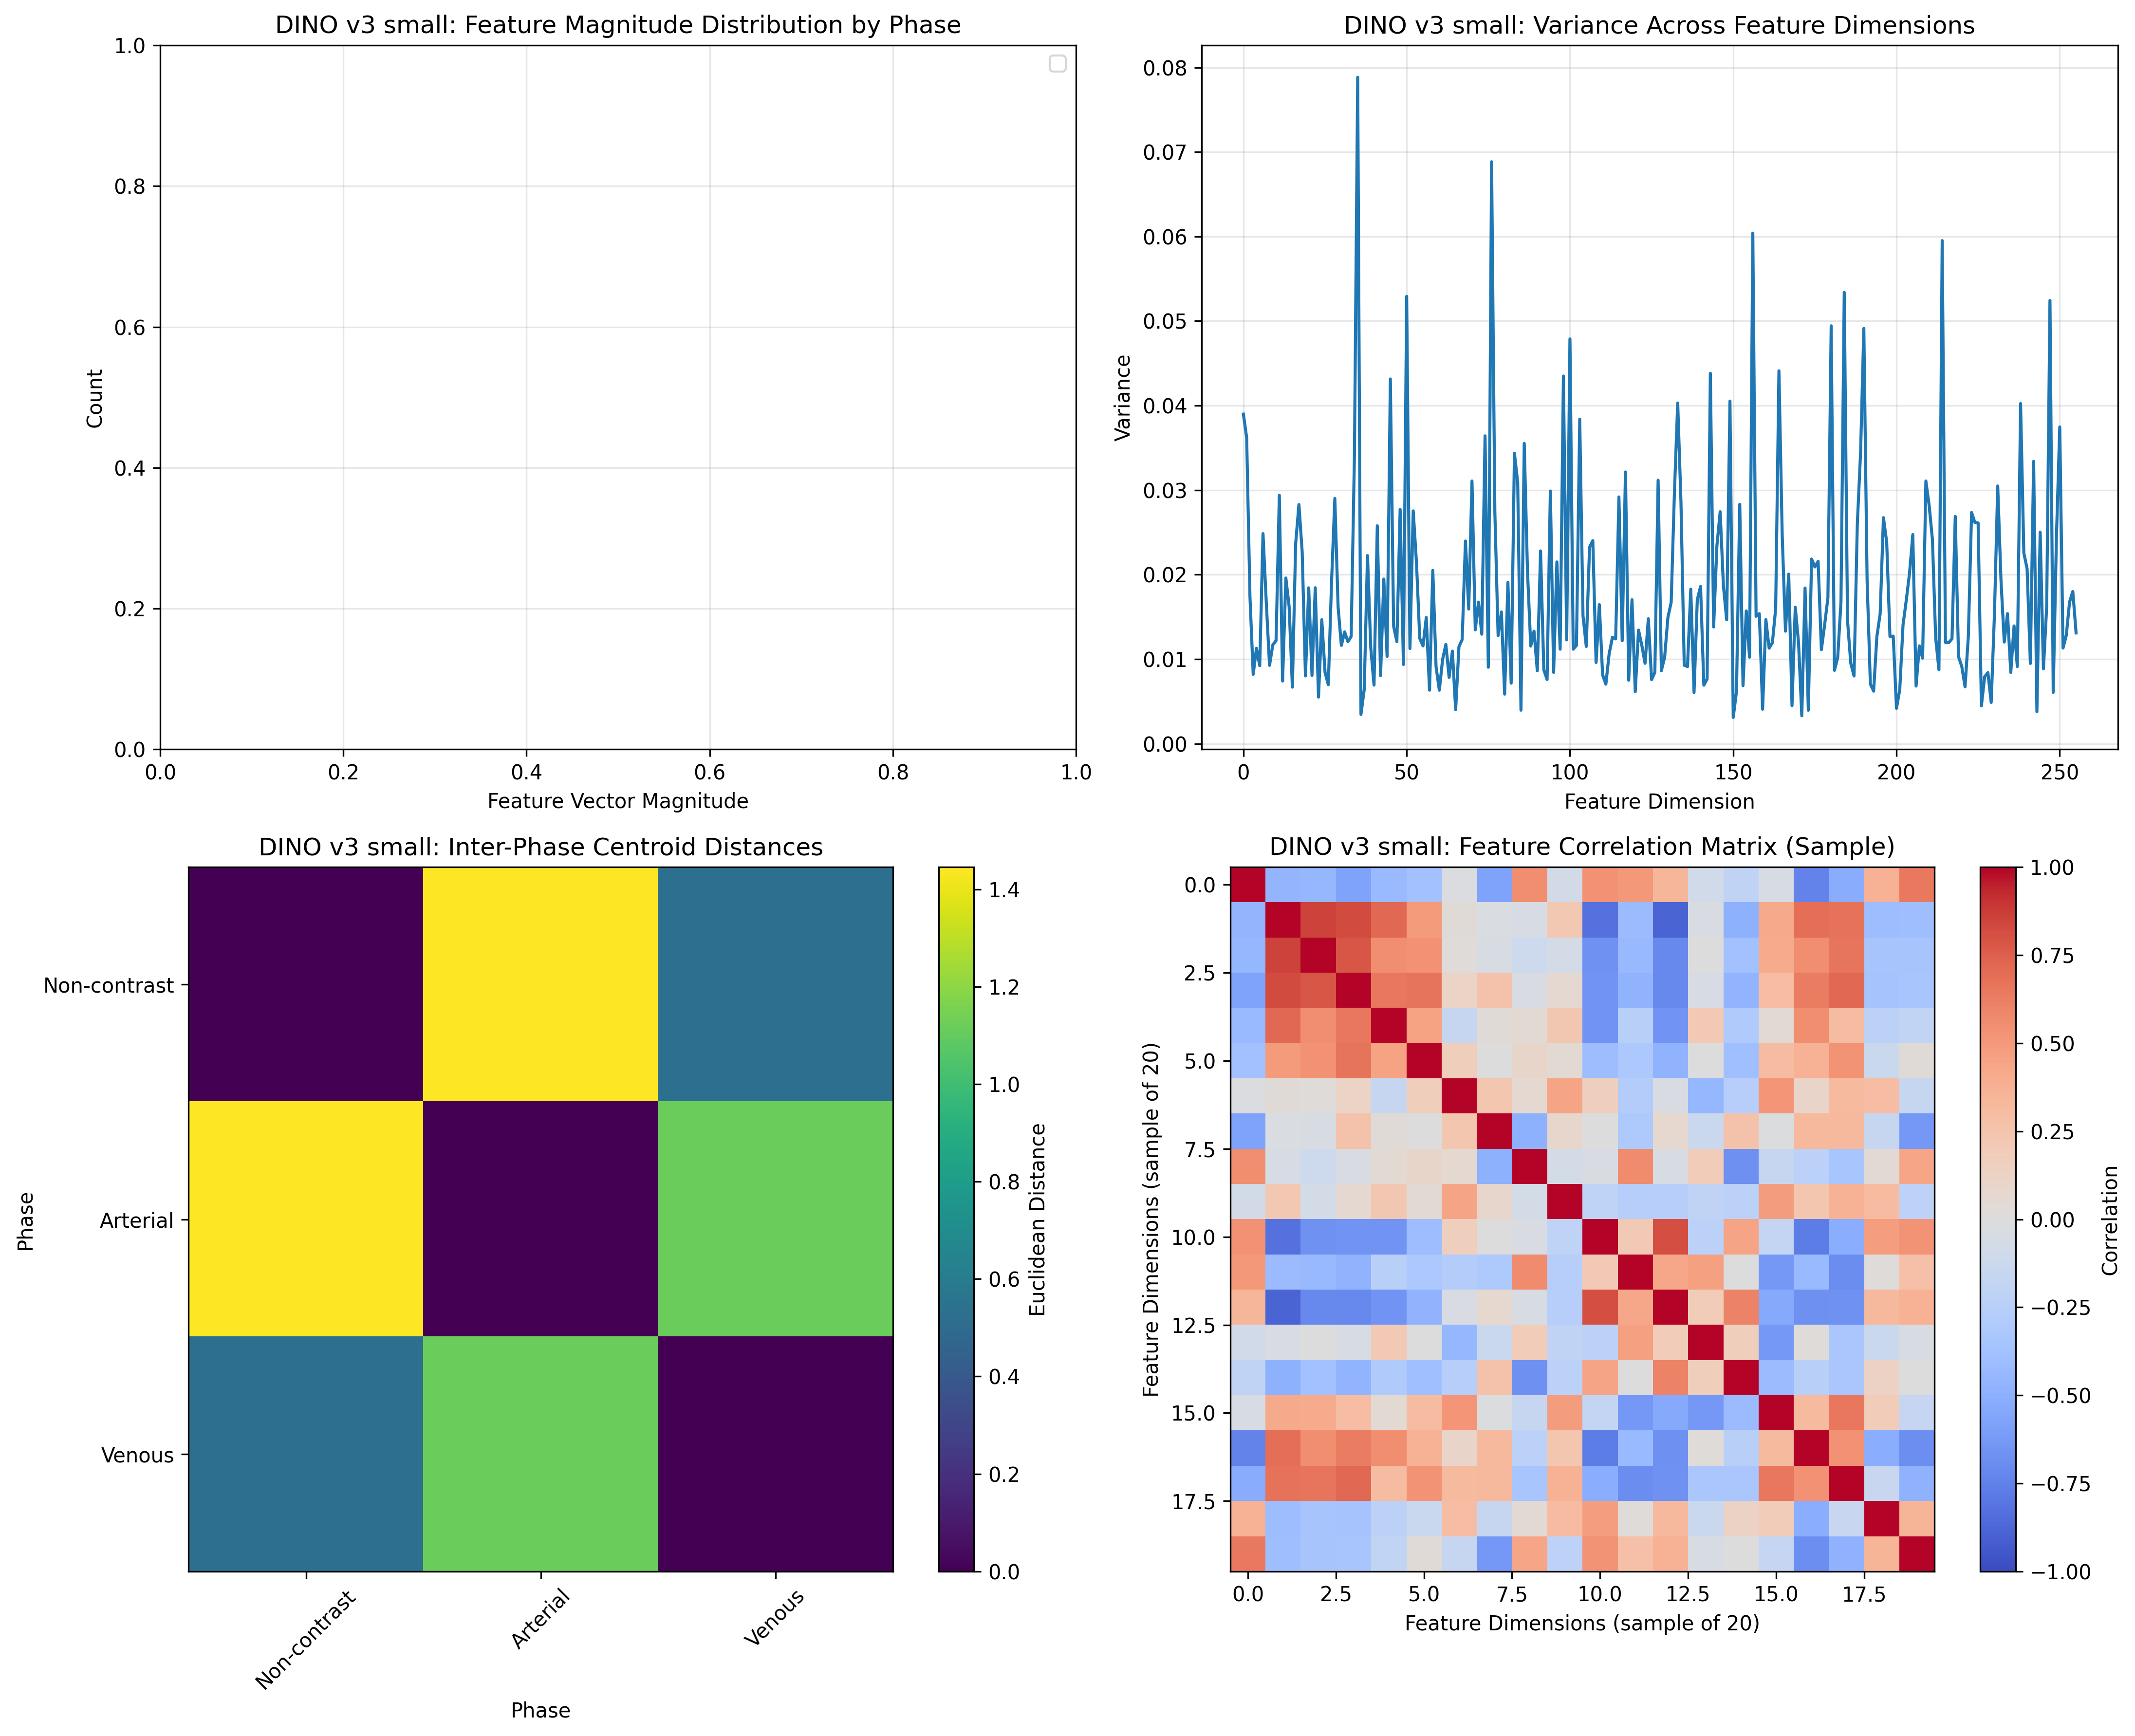 DINO v3 small: Feature Magnitude Distribution by Phase
1.0
0.8
0.6
0.4
0.2
0.0
Count
0.0 0.2 0.4 0.6 0.8 1.0
Feature Vector Magnitude
DINO v3 small: Variance Across Feature Dimensions
0.08
0.07
0.06
0.05
0.04
0.03
0.02
0.01
0.00
Variance
0 50 100 150 200 250
Feature Dimension
DINO v3 small: Inter-Phase Centroid Distances
Non-contrast
Arterial
Venous
Phase
Non-contrast Arterial Venous
Phase
1.4
1.2
1.0
0.8
0.6
0.4
0.2
0.0
Euclidean Distance
DINO v3 small: Feature Correlation Matrix (Sample)
0.0
2.5
5.0
7.5
10.0
12.5
15.0
17.5
Feature Dimensions (sample of 20)
0.0 2.5 5.0 7.5 10.0 12.5 15.0 17.5
Feature Dimensions (sample of 20)
1.00
0.75
0.50
0.25
0.00
−0.25
−0.50
−0.75
−1.00
Correlation